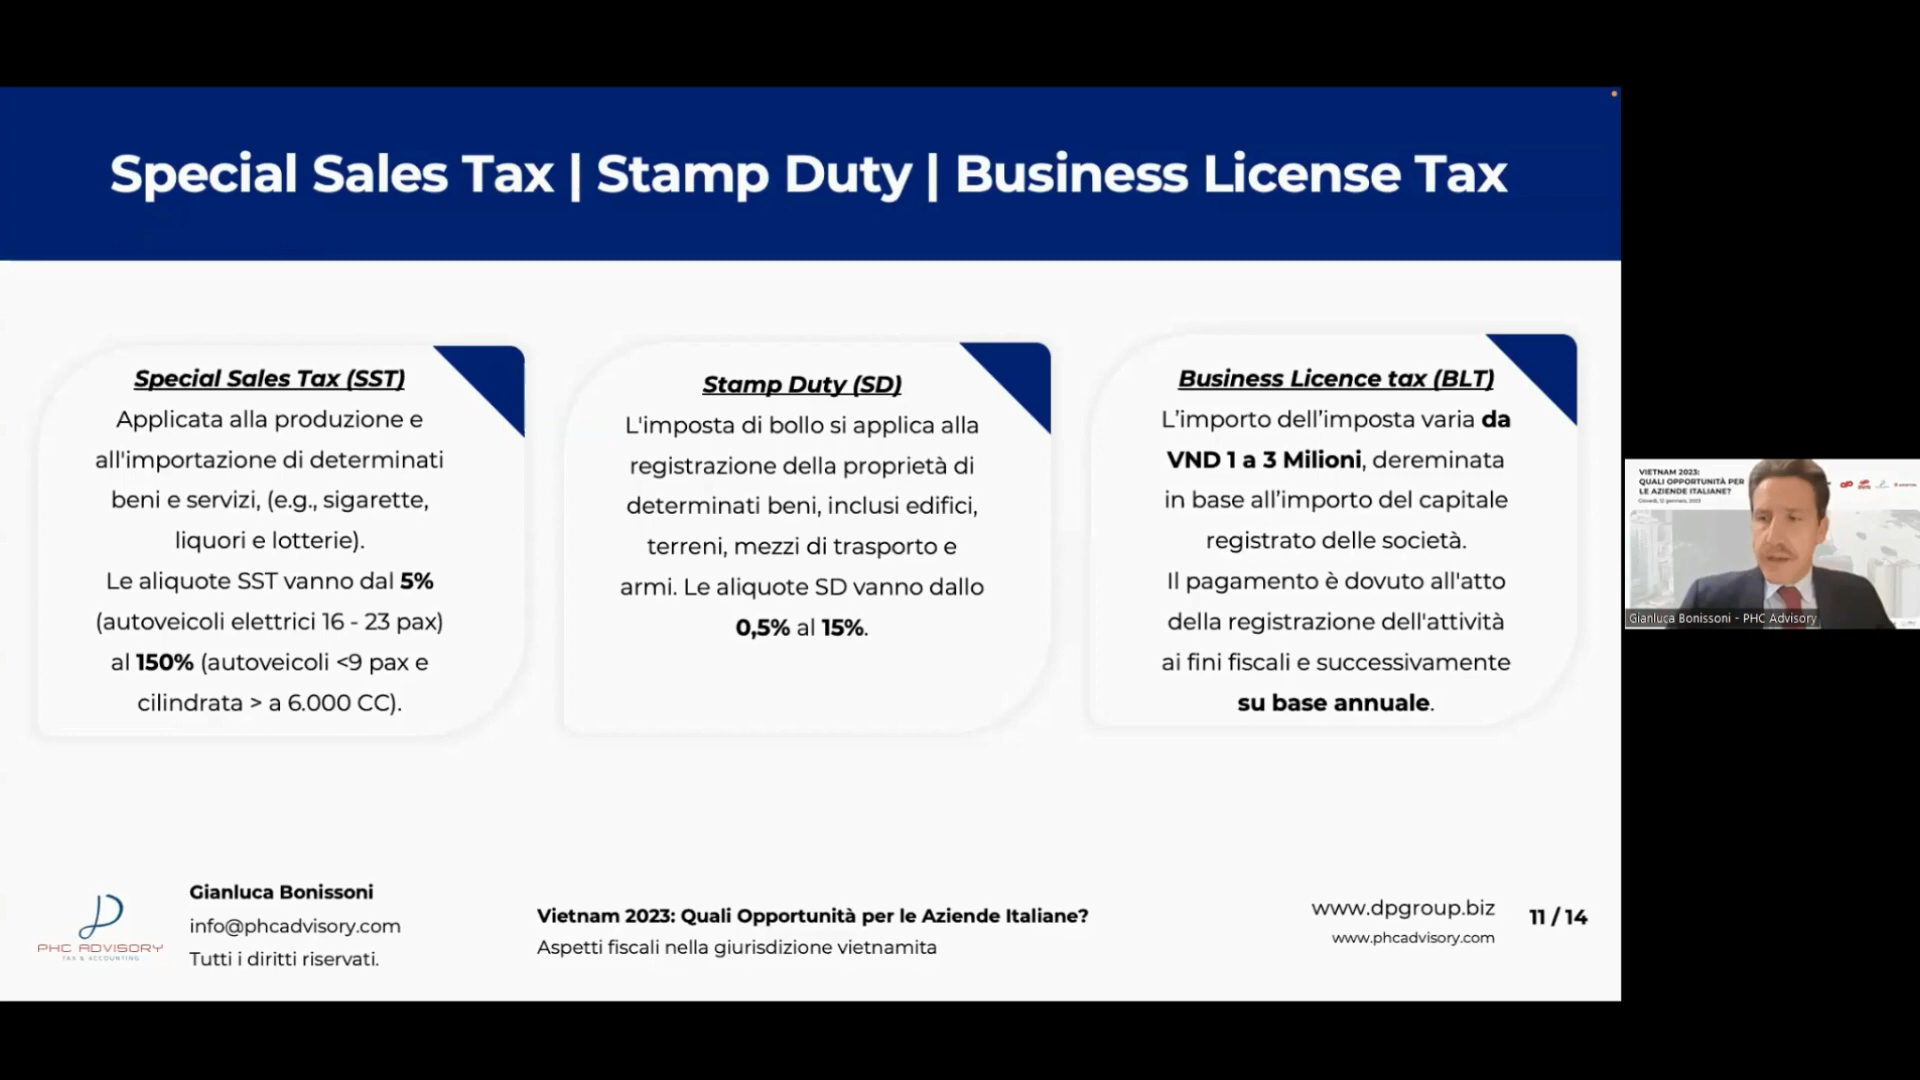 Special Sales Tax | Stamp Duty | Business License Tax
Special Sales Tax (SST)
Applicata alla produzione e
all'importazione di determinati
beni e servizi, (e.g., sigarette,
liquori e lotterie).
Le aliquote SST vanno dal 5%
(autoveicoli elettrici 16 - 23 pax)
al 150% (autoveicoli <9 pax e
cilindrata > a 6.000 CC).
Stamp Duty (SD)
L'imposta di bollo si applica alla
registrazione della proprietà di
determinati beni, inclusi edifici,
terreni, mezzi di trasporto e
armi. Le aliquote SD vanno dallo
0,5% al 15%.
Business Licence tax (BLT)
L’importo dell’imposta varia da
VND 1 a 3 Milioni, dereminata
in base all’importo del capitale
registrato delle società.
Il pagamento è dovuto all'atto
della registrazione dell'attività
ai fini fiscali e successivamente
su base annuale.
VIETNAM 2023:
QUALI OPPORTUNITÀ PER
LE AZIENDE ITALIANE?
Giovedì, 12 gennaio, 2023
Gianluca Bonissoni - PHC Advisory
PHC ADVISORY
TAX & ACCOUNTING
Gianluca Bonissoni
info@phcadvisory.com
Tutti i diritti riservati.
Vietnam 2023: Quali Opportunità per le Aziende Italiane?
Aspetti fiscali nella giurisdizione vietnamita
www.dpgroup.biz
www.phcadvisory.com
11 / 14